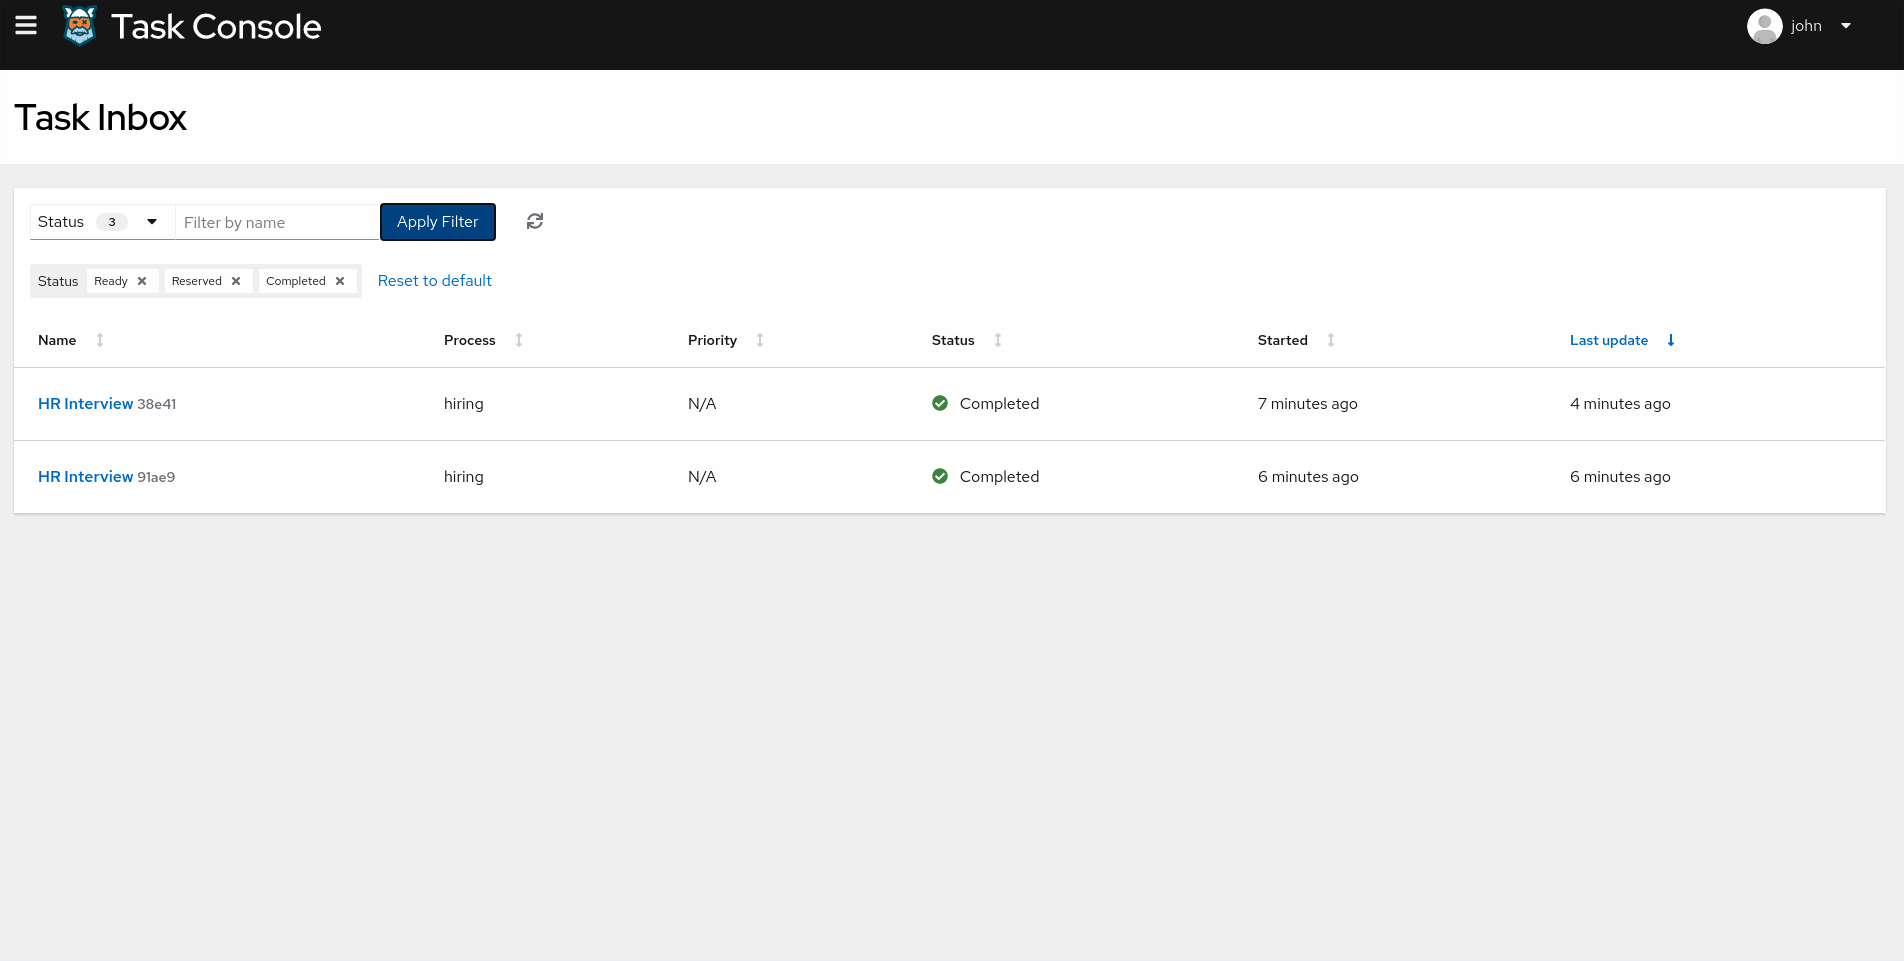 Task Console
john
Task Inbox
Status 3 Filter by name Apply Filter
Status Ready Reserved Completed Reset to default
Name Process Priority Status Started Last update
HR Interview 38e41 hiring N/A Completed 7 minutes ago 4 minutes ago
HR Interview 91ae9 hiring N/A Completed 6 minutes ago 6 minutes ago